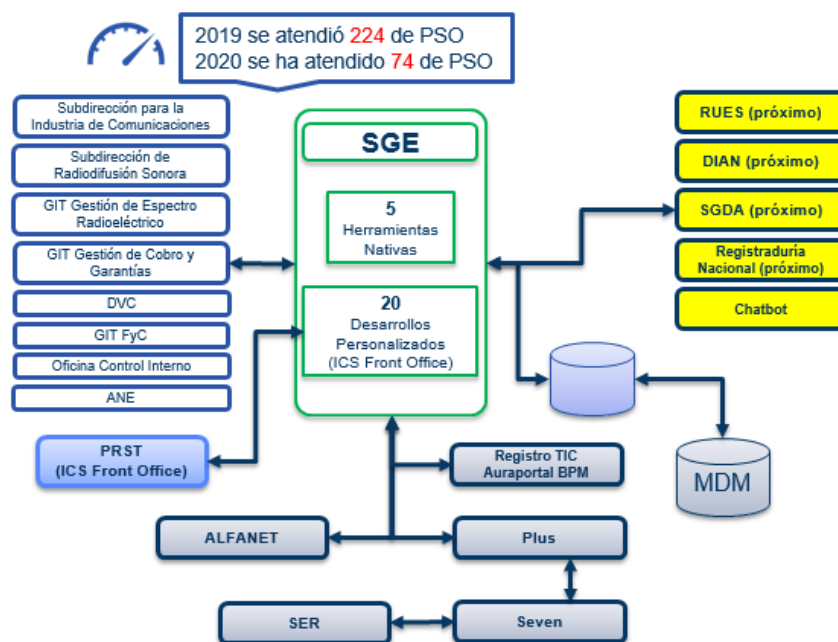 2019 se atendió 224 de PSO
2020 se ha atendido 74 de PSO
Subdirección para la
Industria de Comunicaciones
Subdirección de
Radiodifusión Sonora
GIT Gestión de Espectro
Radioeléctrico
GIT Gestión de Cobro y
Garantías
DVC
GIT FyC
Oficina Control Interno
ANE
PRST
(ICS Front Office)
SGE
5
Herramientas
Nativas
20
Desarrollos
Personalizados
(ICS Front Office)
RUES (próximo)
DIAN (próximo)
SGDA (próximo)
Registraduría
Nacional (próximo)
Chatbot
MDM
Registro TIC
Auraportal BPM
ALFANET
Plus
SER
Seven